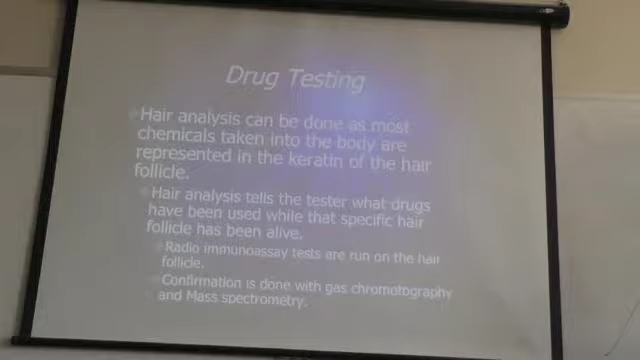 Drug Testing
Hair analysis can be done as most
chemicals taken into the body are
represented in the keratin of the hair
follicle.
Hair analysis tells the tester what drugs
have been used while that specific hair
follicle has been alive.
Radio immunoassay tests are run on the hair
follicle.
Confirmation is done with gas chromotography
and Mass spectrometry.